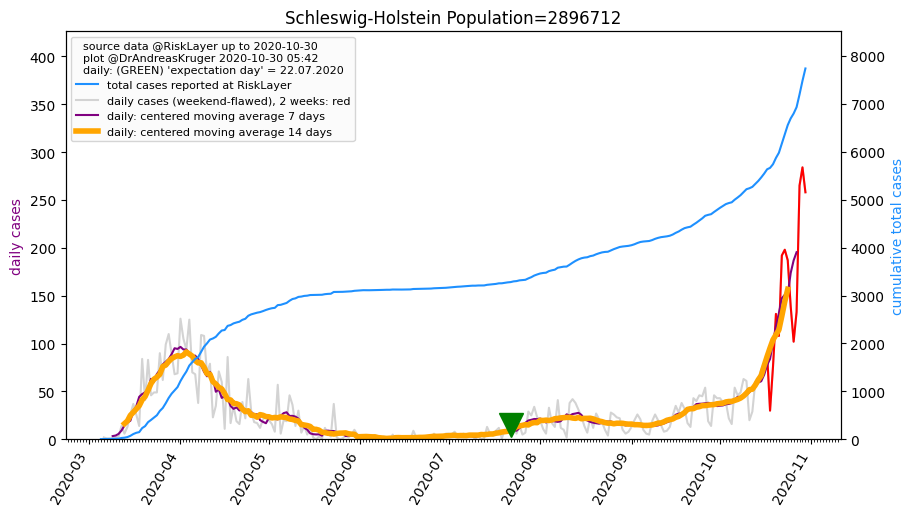 Schleswig-Holstein Population=2896712
source data @RiskLayer up to 2020-10-30
plot @DrAndreasKruger 2020-10-30 05:42
daily: (GREEN) 'expectation day' = 22.07.2020
total cases reported at RiskLayer
daily cases (weekend-flawed), 2 weeks: red
daily: centered moving average 7 days
daily: centered moving average 14 days
daily cases
400
350
300
250
200
150
100
50
0
8000
7000
6000
5000
4000
3000
2000
1000
0
cumulative total cases
2020-03
2020-04
2020-05
2020-06
2020-07
2020-08
2020-09
2020-10
2020-11